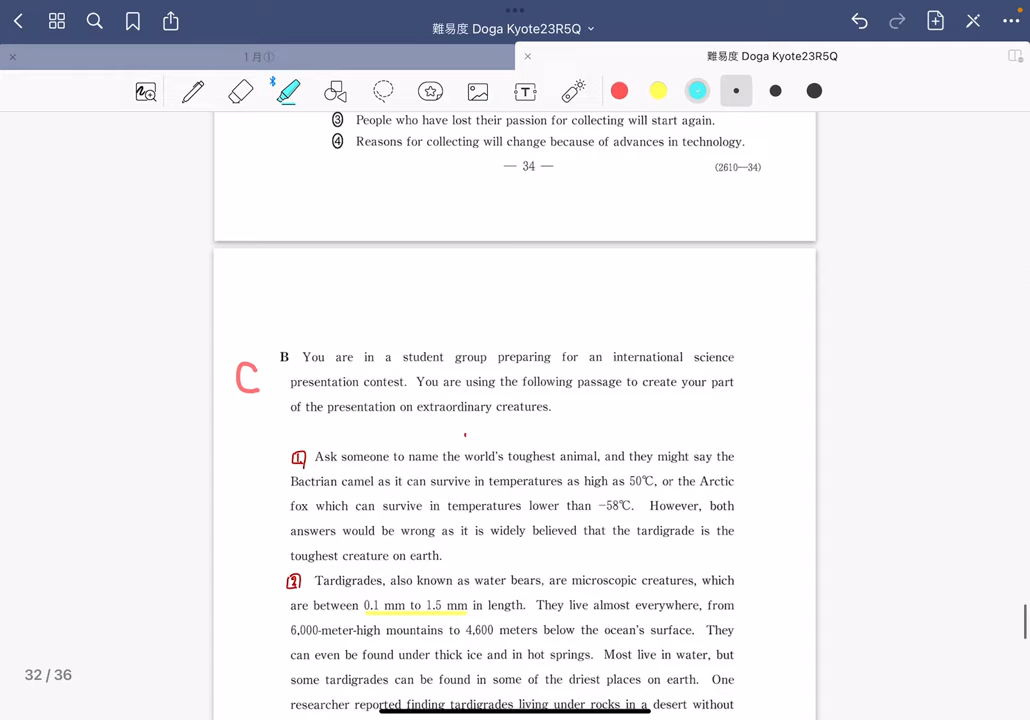 難易度 Doga Kyote23R5Q
1月①
難易度 Doga Kyote23R5Q
③ People who have lost their passion for collecting will start again.
④ Reasons for collecting will change because of advances in technology.
— 34 —
(2610—34)
C
B You are in a student group preparing for an international science
presentation contest. You are using the following passage to create your part
of the presentation on extraordinary creatures.
① Ask someone to name the world's toughest animal, and they might say the
Bactrian camel as it can survive in temperatures as high as 50℃, or the Arctic
fox which can survive in temperatures lower than −58℃. However, both
answers would be wrong as it is widely believed that the tardigrade is the
toughest creature on earth.
② Tardigrades, also known as water bears, are microscopic creatures, which
are between 0.1 mm to 1.5 mm in length. They live almost everywhere, from
6,000-meter-high mountains to 4,600 meters below the ocean's surface. They
can even be found under thick ice and in hot springs. Most live in water, but
some tardigrades can be found in some of the driest places on earth. One
researcher reported finding tardigrades living under rocks in a desert without
32 / 36